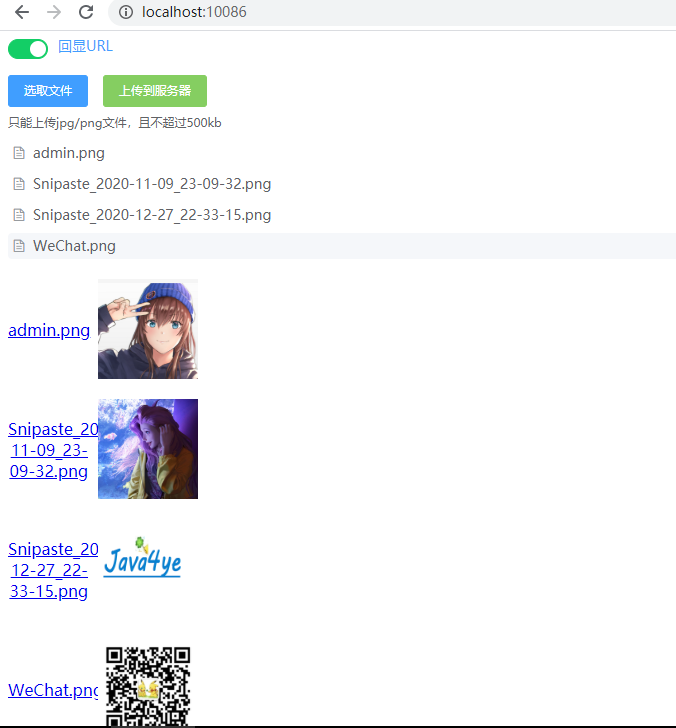 localhost:10086
回显URL
选取文件 上传到服务器
只能上传jpg/png文件，且不超过500kb
admin.png
Snipaste_2020-11-09_23-09-32.png
Snipaste_2020-12-27_22-33-15.png
WeChat.png
admin.png
Snipaste_20
11-09_23-
09-32.png
Snipaste_20
12-27_22-
33-15.png
Java4ye
WeChat.png